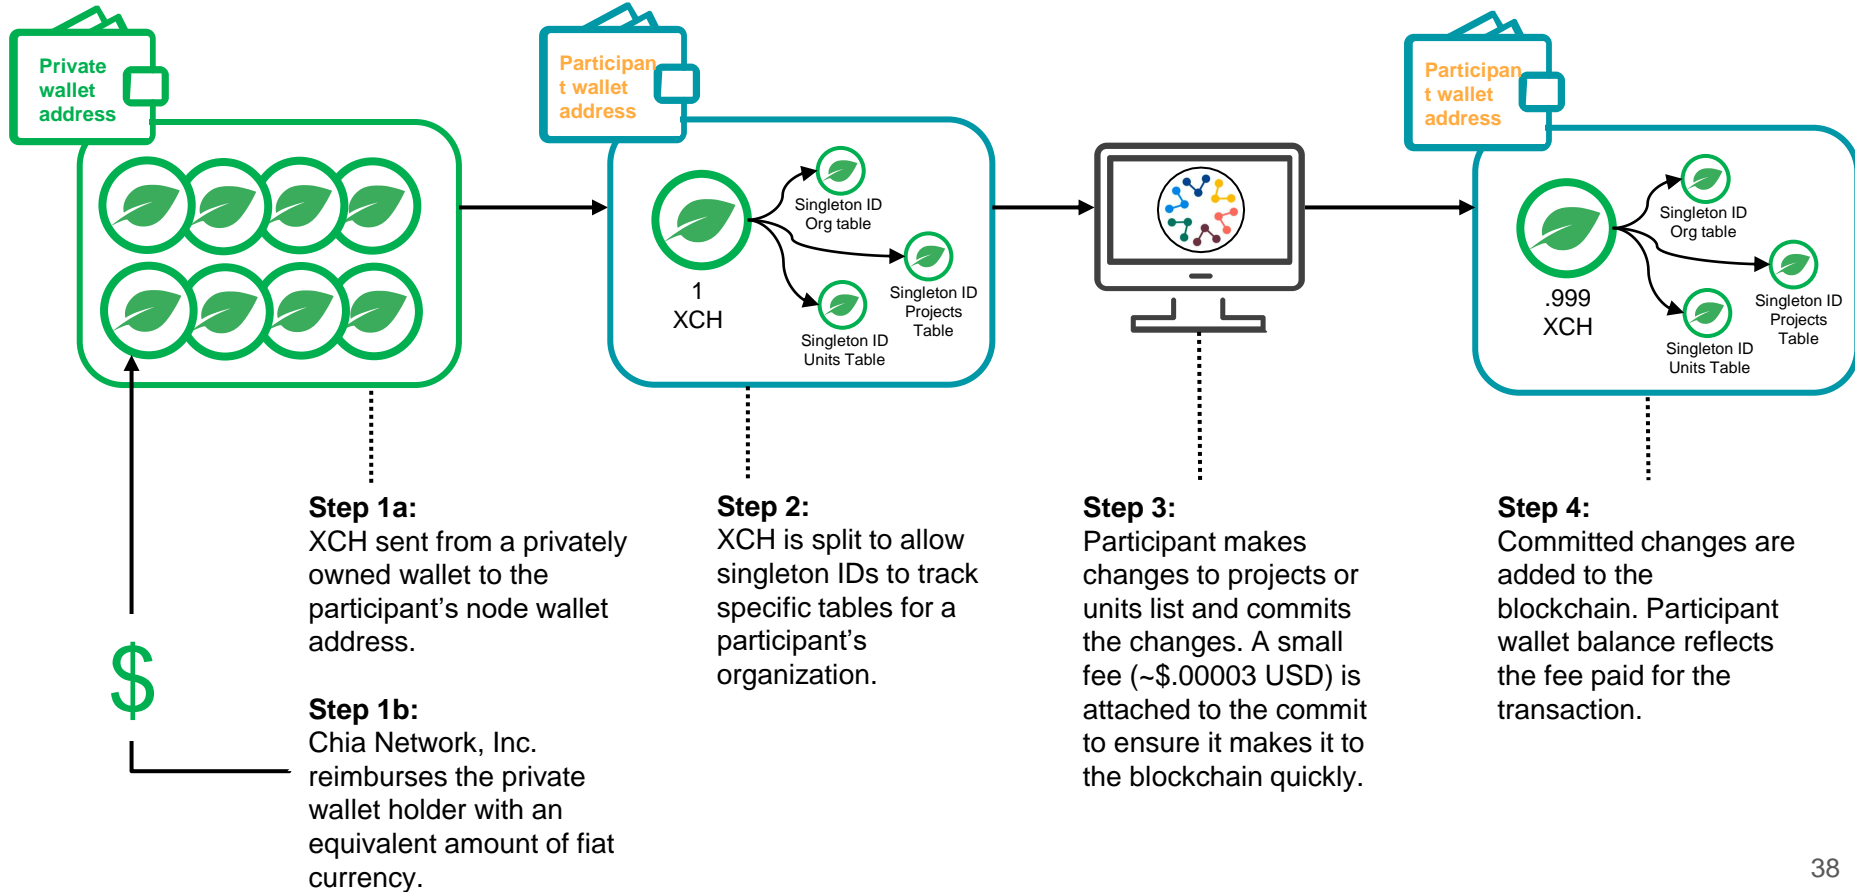 Private
wallet
address
Participan
t wallet
address
Singleton ID
Org table
Singleton ID
Projects
Table
1
XCH
Singleton ID
Units Table
Participan
t wallet
address
Singleton ID
Org table
Singleton ID
Projects
Table
.999
XCH
Singleton ID
Units Table
$
Step 1a:
XCH sent from a privately
owned wallet to the
participant’s node wallet
address.
Step 1b:
Chia Network, Inc.
reimburses the private
wallet holder with an
equivalent amount of fiat
currency.
Step 2:
XCH is split to allow
singleton IDs to track
specific tables for a
participant’s
organization.
Step 3:
Participant makes
changes to projects or
units list and commits
the changes. A small
fee (~$.00003 USD) is
attached to the commit
to ensure it makes it to
the blockchain quickly.
Step 4:
Committed changes are
added to the
blockchain. Participant
wallet balance reflects
the fee paid for the
transaction.
38